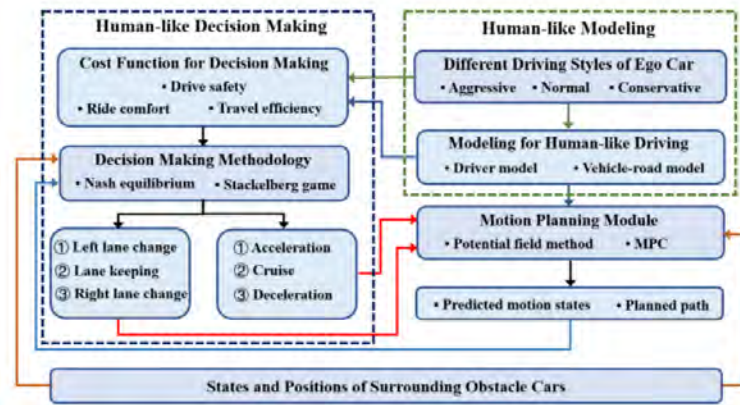 Human-like Decision Making
Cost Function for Decision Making
• Drive safety
• Ride comfort • Travel efficiency
Decision Making Methodology
• Nash equilibrium • Stackelberg game
① Left lane change
② Lane keeping
③ Right lane change
① Acceleration
② Cruise
③ Deceleration
Human-like Modeling
Different Driving Styles of Ego Car
• Aggressive • Normal • Conservative
Modeling for Human-like Driving
• Driver model • Vehicle-road model
Motion Planning Module
• Potential field method • MPC
• Predicted motion states • Planned path
States and Positions of Surrounding Obstacle Cars